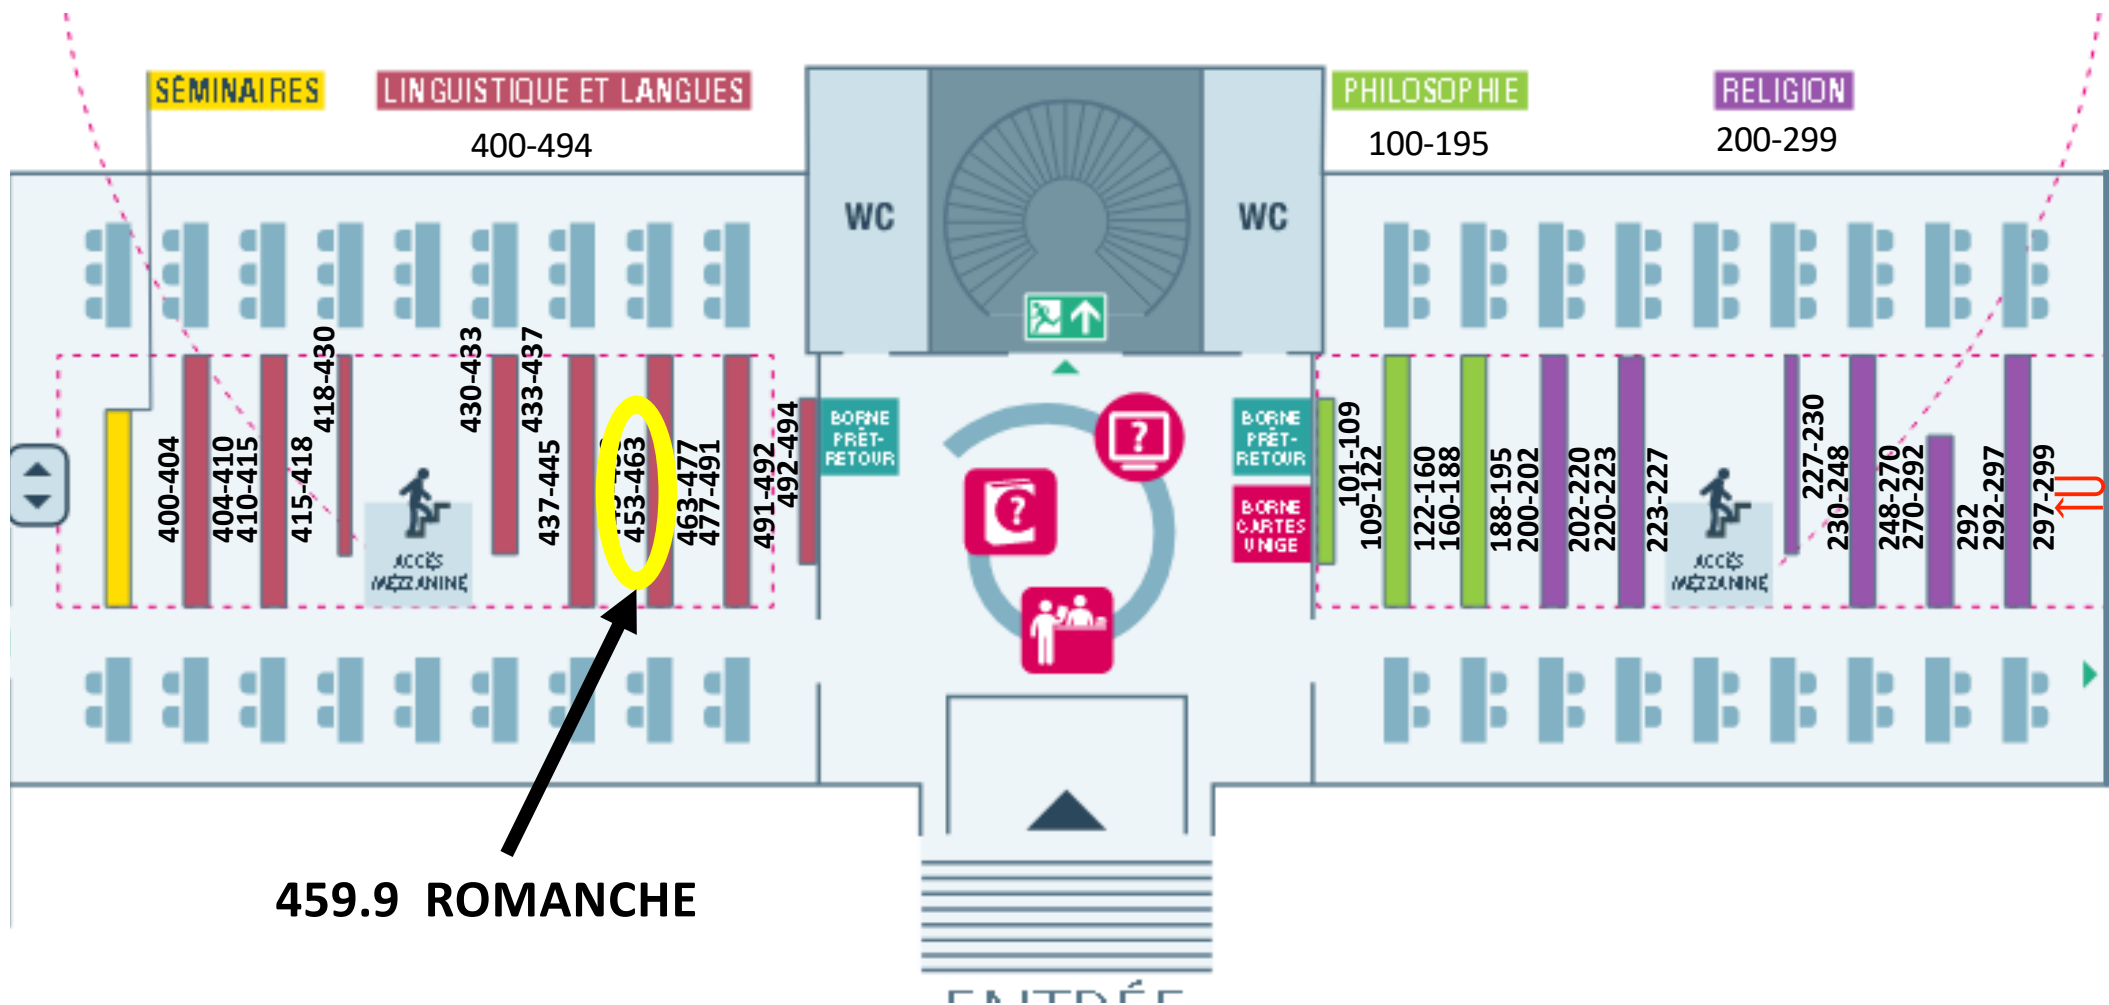 SÉMINAIRES
LINGUISTIQUE ET LANGUES
400-494
PHILOSOPHIE
100-195
RELIGION
200-299
WC
WC
400-404
404-410
410-415
415-418
418-430
430-433
433-437
437-445
453-463
463-477
477-491
491-492
492-494
ACCÈS
MEZZANINE
BORNE
PRÊT-
RETOUR
BORNE
PRÊT-
RETOUR
BORNE
CARTES
UNIGE
?
?
101-109
109-122
122-160
160-188
188-195
200-202
202-220
220-223
223-227
ACCÈS
MEZZANINE
227-230
230-248
248-270
270-292
292
292-297
297-299
459.9 ROMANCHE
ENTRÉE